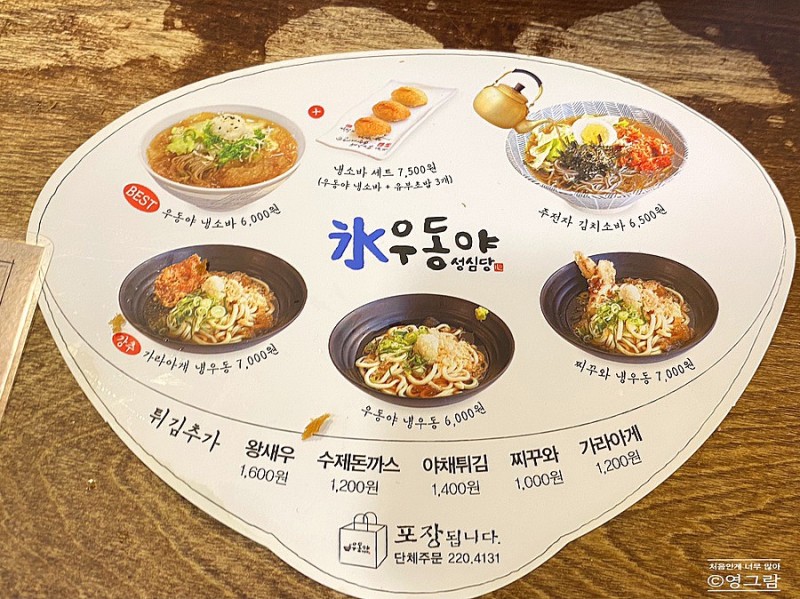 BEST
우동야 냉소바 6,000원
+
냉소바 세트 7,500원
(우동야 냉소바 + 유부초밥 3개)
주전자 김치소바 6,500원
氷우동야
성심당
강추
가라아게 냉우동 7,000원
우동야 냉우동 6,000원
찌꾸와 냉우동 7,000원
튀김추가
왕새우 수제돈까스 야채튀김 찌꾸와 가라아게
1,600원 1,200원 1,400원 1,000원 1,200원
우동야
포장됩니다.
단체주문 220.4131
처음인게 너무 많아
©영그람